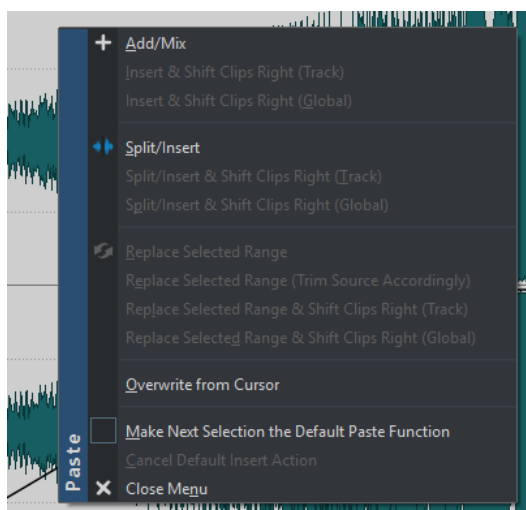 Add/Mix
Insert & Shift Clips Right (Track)
Insert & Shift Clips Right (Global)
Split/Insert
Split/Insert & Shift Clips Right (Track)
Split/Insert & Shift Clips Right (Global)
Replace Selected Range
Replace Selected Range (Trim Source Accordingly)
Replace Selected Range & Shift Clips Right (Track)
Replace Selected Range & Shift Clips Right (Global)
Overwrite from Cursor
Make Next Selection the Default Paste Function
Cancel Default Insert Action
Close Menu
Paste